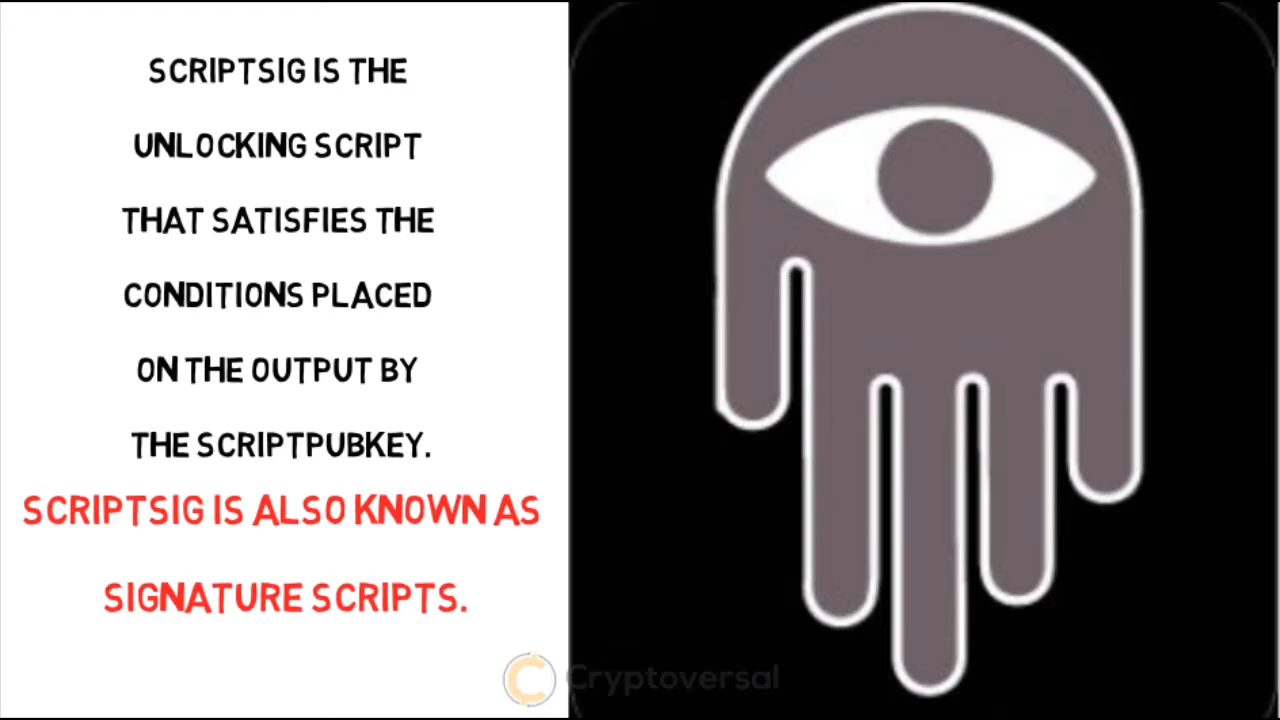 SCRIPTSIG IS THE
UNLOCKING SCRIPT
THAT SATISFIES THE
CONDITIONS PLACED
ON THE OUTPUT BY
THE SCRIPTPUBKEY.
SCRIPTSIG IS ALSO KNOWN AS
SIGNATURE SCRIPTS.
Cryptoversal